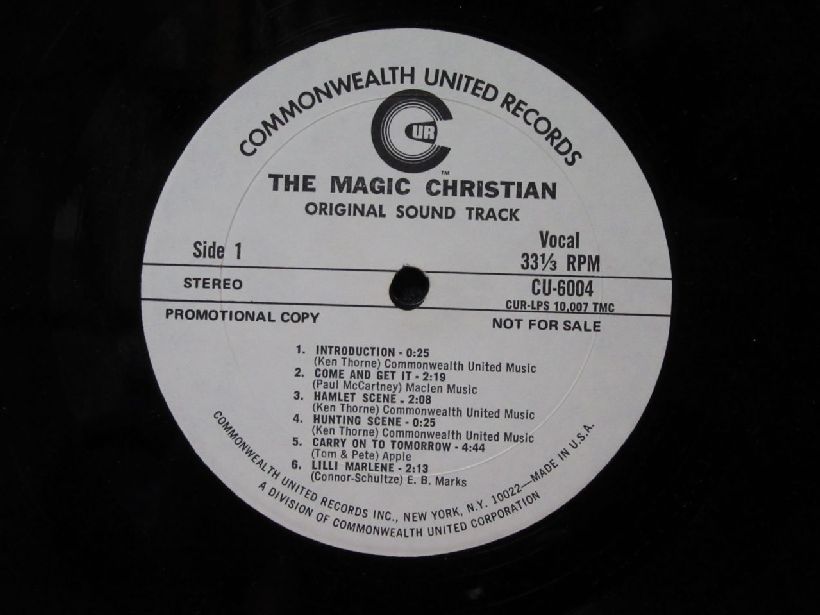 COMMONWEALTH UNITED RECORDS
CUR
TM
THE MAGIC CHRISTIAN
ORIGINAL SOUND TRACK
Side 1
Vocal
33⅓ RPM
STEREO
CU-6004
CUR-LPS 10,007 TMC
PROMOTIONAL COPY
NOT FOR SALE
1. INTRODUCTION - 0:25
(Ken Thorne) Commonwealth United Music
2. COME AND GET IT - 2:19
(Paul McCartney) Maclen Music
3. HAMLET SCENE - 2:08
(Ken Thorne) Commonwealth United Music
4. HUNTING SCENE - 0:25
(Ken Thorne) Commonwealth United Music
5. CARRY ON TO TOMORROW - 4:44
(Tom & Pete) Apple
6. LILLI MARLENE - 2:13
(Connor-Schultze) E. B. Marks
COMMONWEALTH UNITED RECORDS INC., NEW YORK, N.Y. 10022—MADE IN U.S.A.
A DIVISION OF COMMONWEALTH UNITED CORPORATION